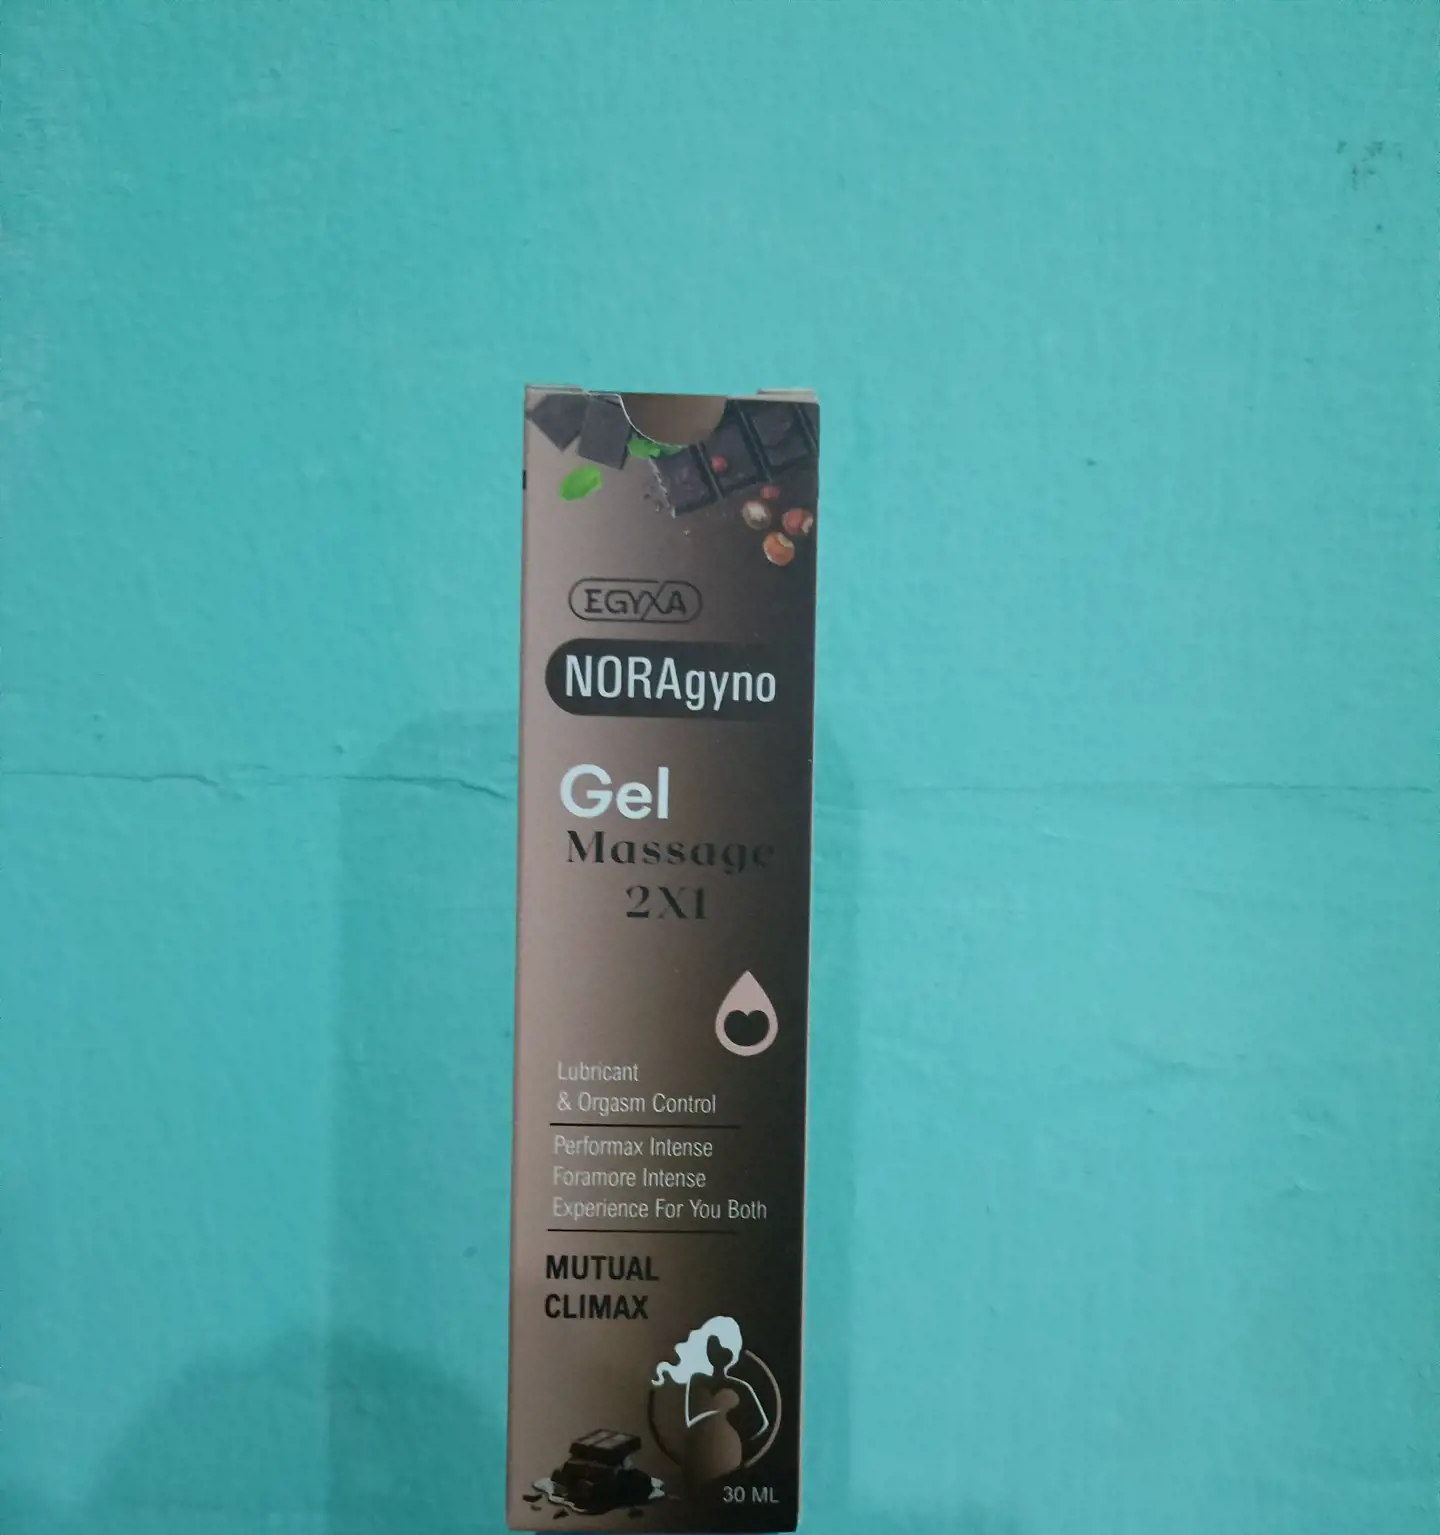 EGYXA
NORAgyno
Gel
Massage
2X1
Lubricant
& Orgasm Control
Performax Intense
Foramore Intense
Experience For You Both
MUTUAL
CLIMAX
30 ML